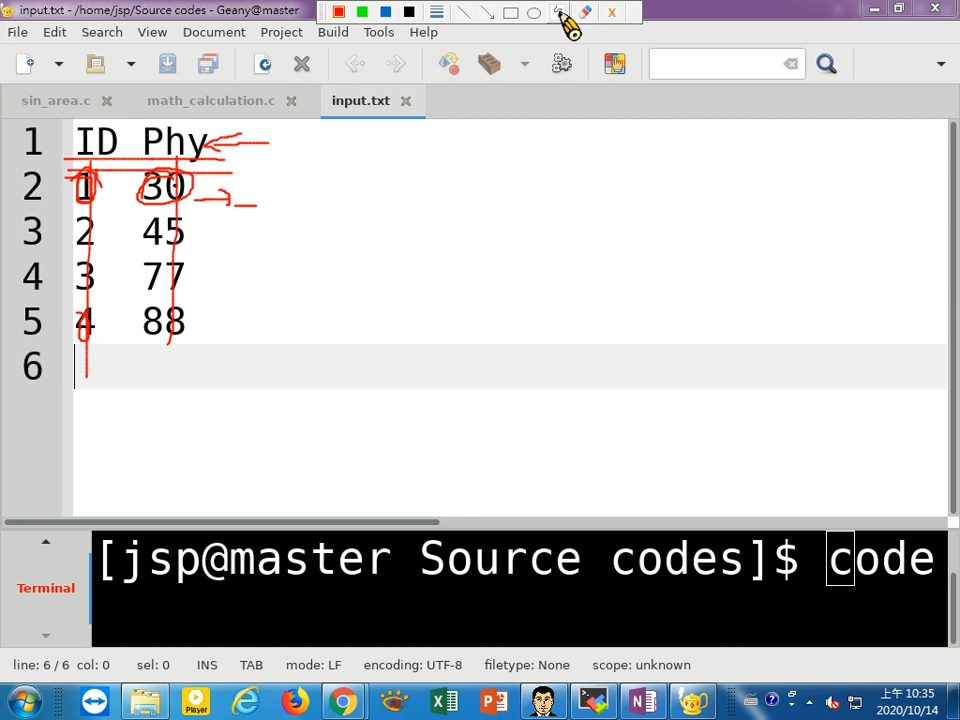 input.txt - /home/jsp/Source codes - Geany@master
File Edit Search View Document Project Build Tools Help
sin_area.c math_calculation.c input.txt
1 ID Phy
2 1 30
3 2 45
4 3 77
5 4 88
6
[jsp@master Source codes]$ code
Terminal
line: 6 / 6 col: 0 sel: 0 INS TAB mode: LF encoding: UTF-8 filetype: None scope: unknown
Player
上午 10:35
2020/10/14